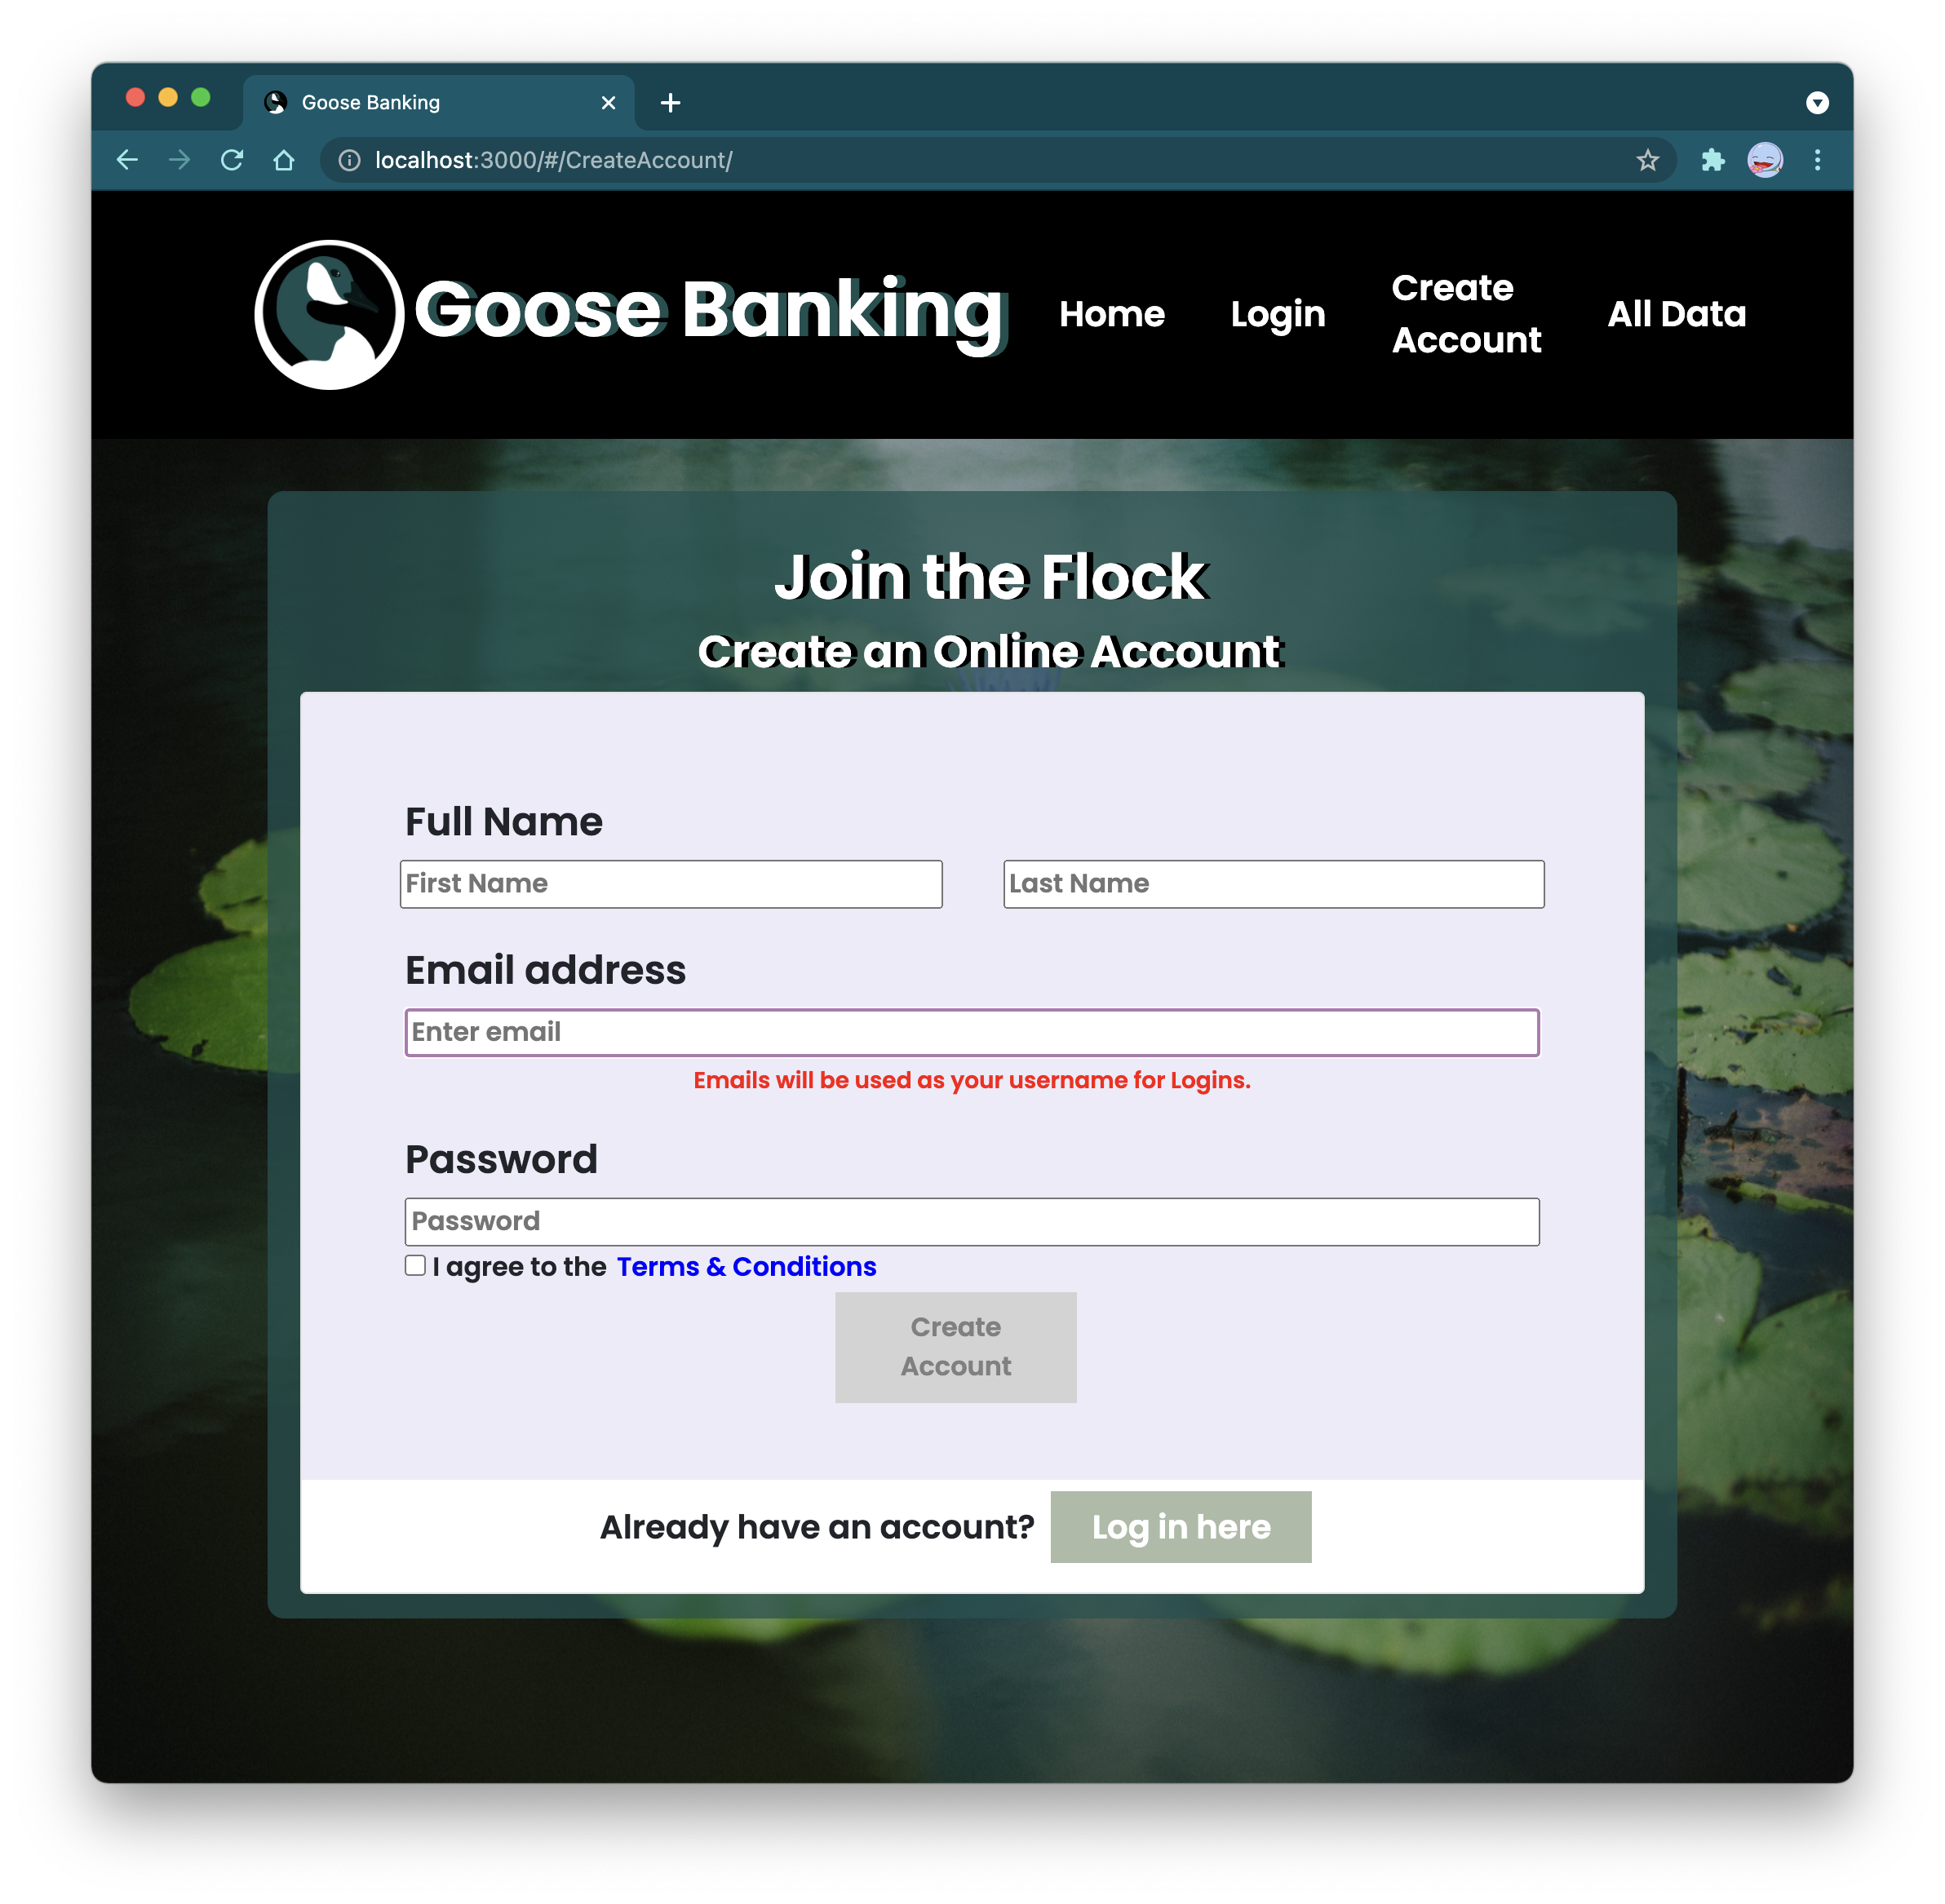 Goose Banking
localhost:3000/#/CreateAccount/
Goose Banking
Home
Login
Create
Account
All Data
Join the Flock
Create an Online Account
Full Name
First Name
Last Name
Email address
Enter email
Emails will be used as your username for Logins.
Password
Password
I agree to the Terms & Conditions
Create
Account
Already have an account?
Log in here